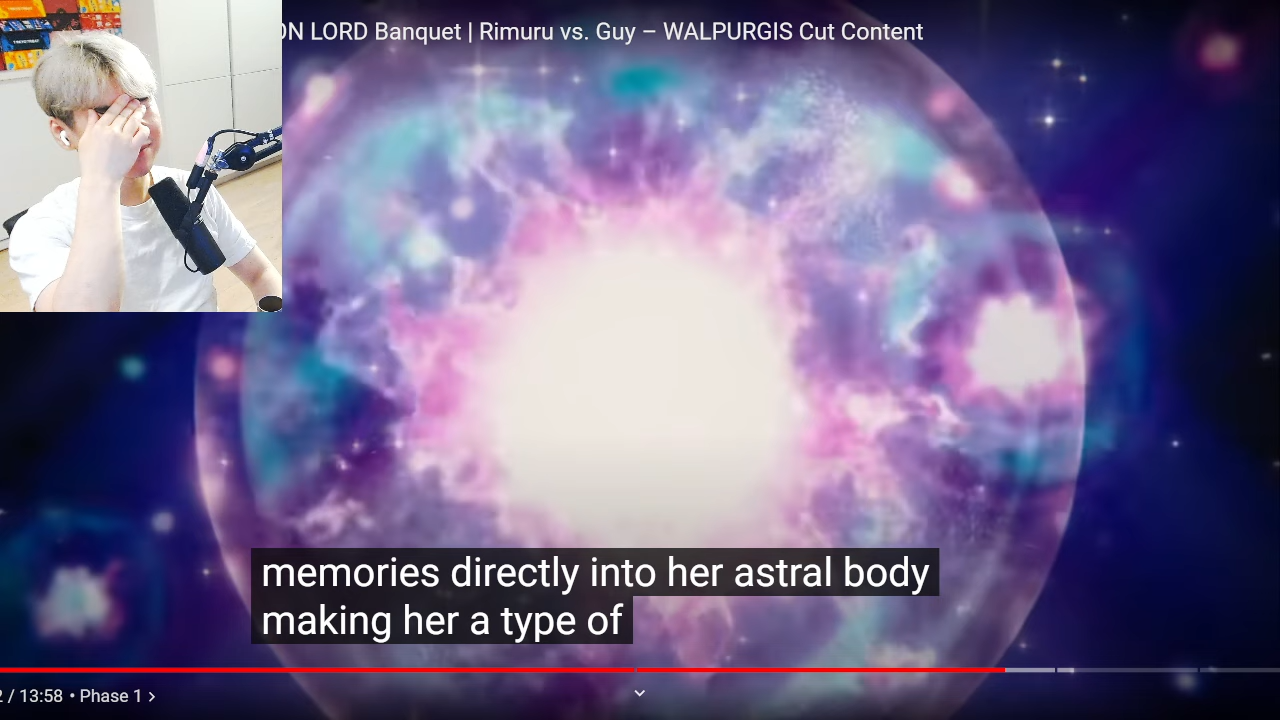 ON LORD Banquet | Rimuru vs. Guy – WALPURGIS Cut Content
memories directly into her astral body
making her a type of
2 / 13:58 • Phase 1 >